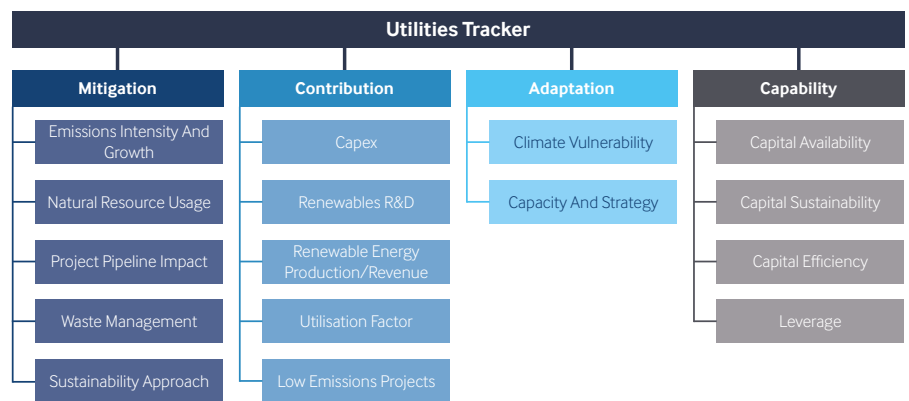 Utilities Tracker
Mitigation
Emissions Intensity And
Growth
Natural Resource Usage
Project Pipeline Impact
Waste Management
Sustainability Approach
Contribution
Capex
Renewables R&D
Renewable Energy
Production/Revenue
Utilisation Factor
Low Emissions Projects
Adaptation
Climate Vulnerability
Capacity And Strategy
Capability
Capital Availability
Capital Sustainability
Capital Efficiency
Leverage